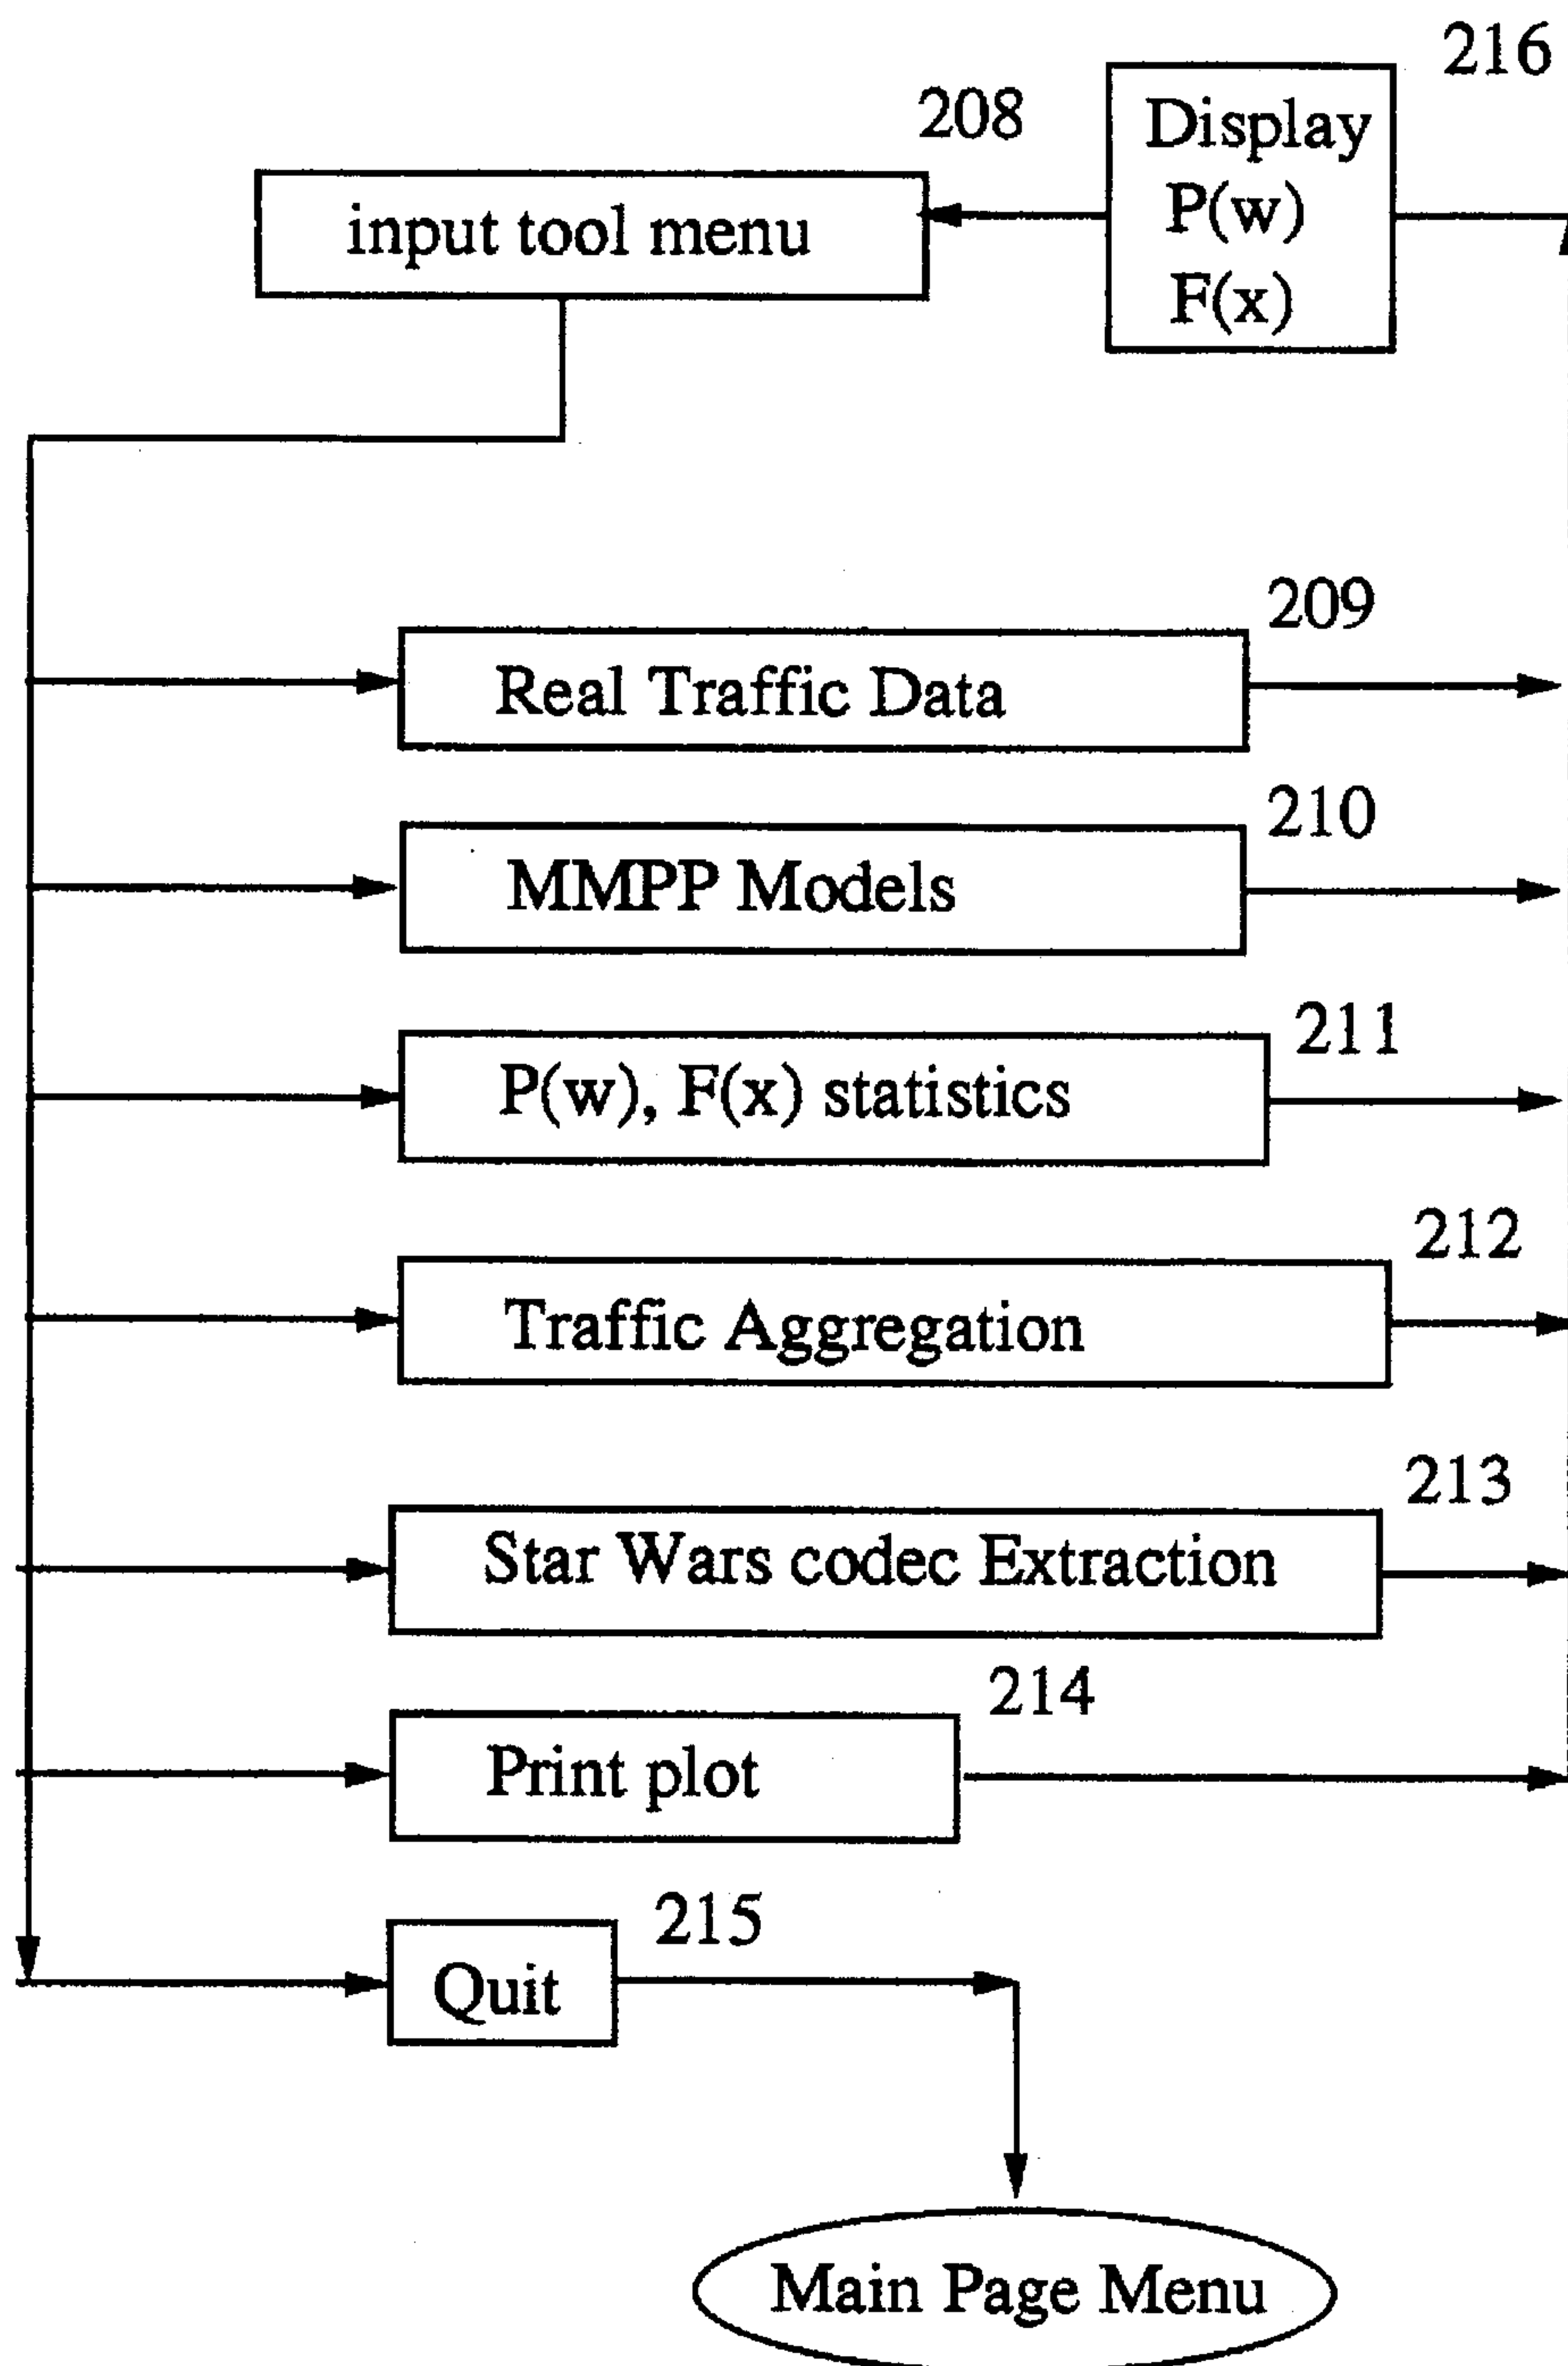 216
208
Display
P(w)
F(x)
input tool menu
209
Real Traffic Data
210
MMPP Models
211
P(w), F(x) statistics
212
Traffic Aggregation
213
Star Wars codec Extraction
214
Print plot
215
Quit
Main Page Menu